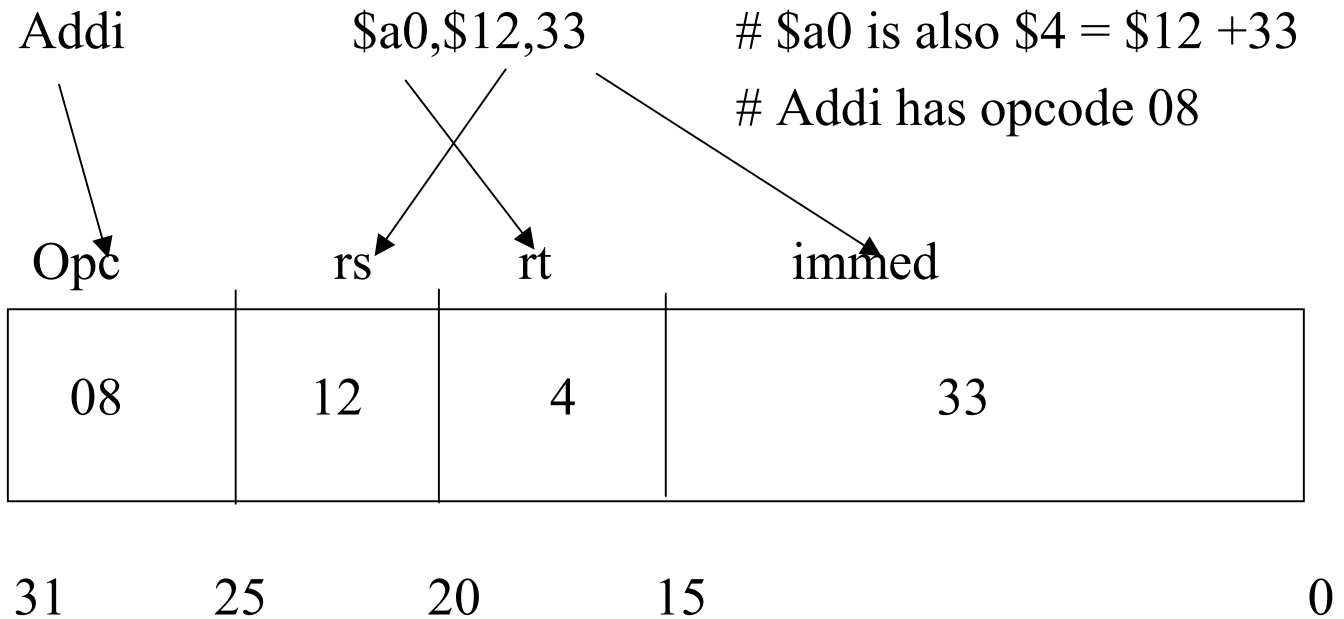 Addi $a0,$12,33 # $a0 is also $4 = $12 +33
# Addi has opcode 08
Opc rs rt immed
08 12 4 33
31 25 20 15 0